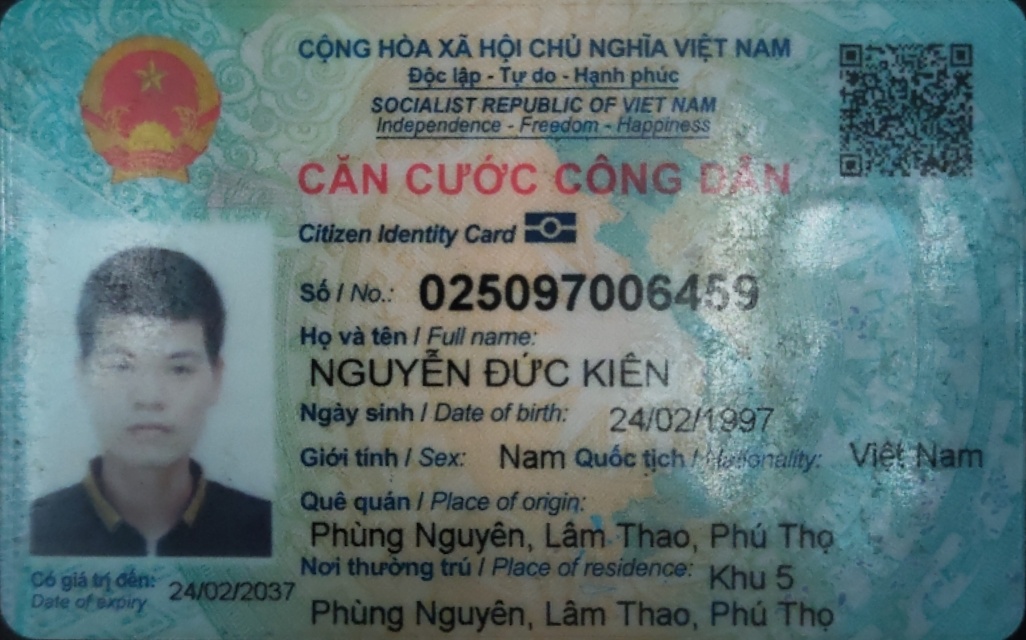 CỘNG HÒA XÃ HỘI CHỦ NGHĨA VIỆT NAM
Độc lập - Tự do - Hạnh phúc
SOCIALIST REPUBLIC OF VIET NAM
Independence - Freedom - Happiness
CĂN CƯỚC CÔNG DÂN
Citizen Identity Card
Số / No.: 025097006459
Họ và tên / Full name:
NGUYỄN ĐỨC KIÊN
Ngày sinh / Date of birth: 24/02/1997
Giới tính / Sex: Nam Quốc tịch / Nationality: Việt Nam
Quê quán / Place of origin:
Phùng Nguyên, Lâm Thao, Phú Thọ
Nơi thường trú / Place of residence: Khu 5
Phùng Nguyên, Lâm Thao, Phú Thọ
Có giá trị đến: 24/02/2037
Date of expiry